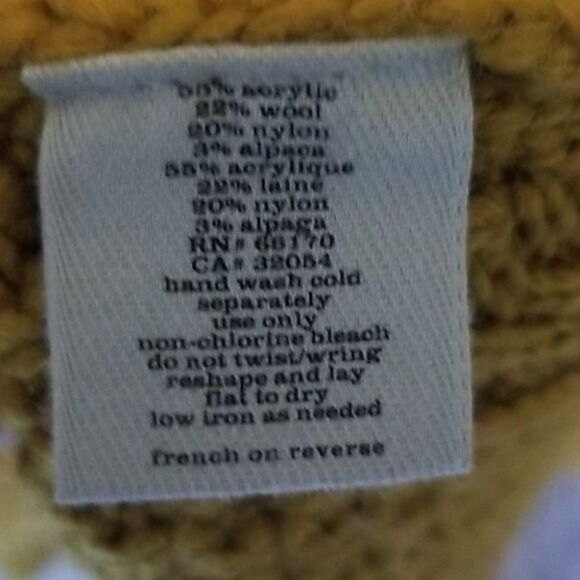 55% acrylic
22% wool
20% nylon
3% alpaca
55% acrylique
22% laine
20% nylon
3% alpaga
RN# 66170
CA# 32054
hand wash cold
separately
use only
non-chlorine bleach
do not twist/wring
reshape and lay
flat to dry
low iron as needed
french on reverse